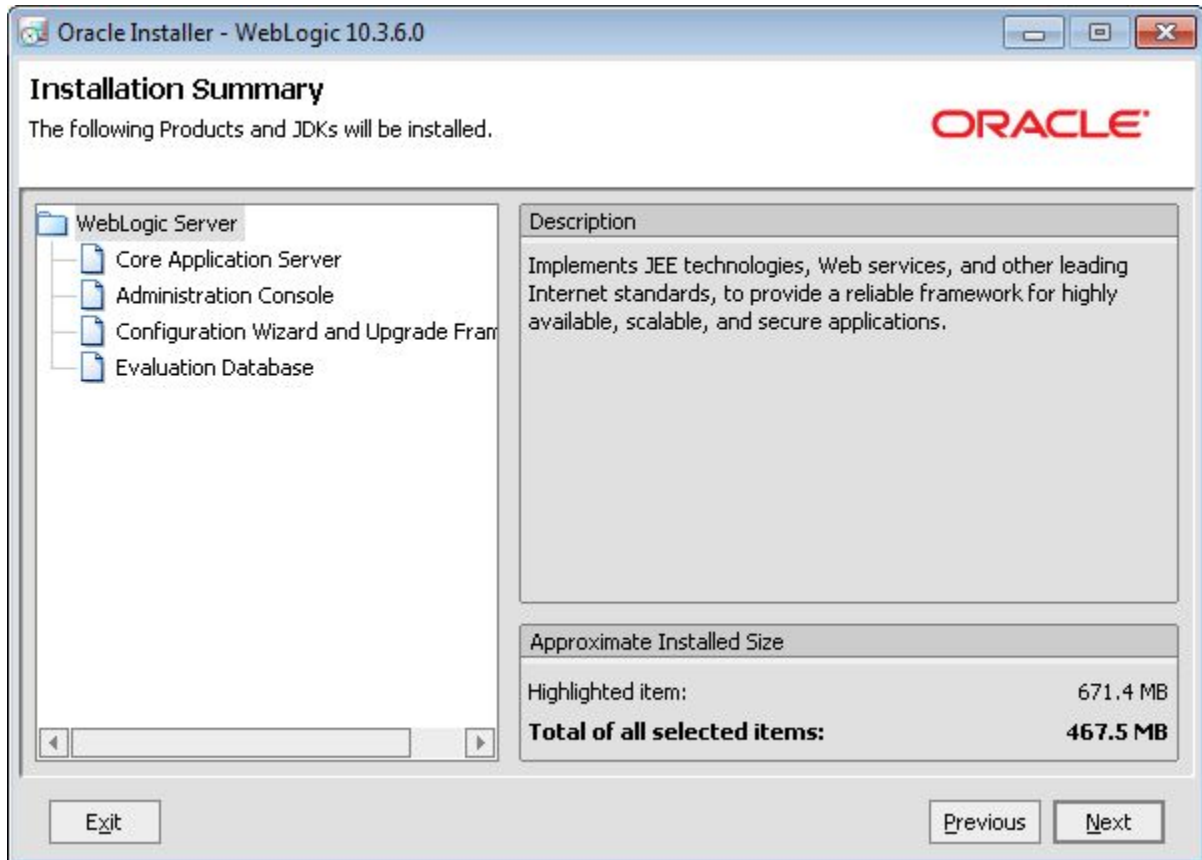 Oracle Installer - WebLogic 10.3.6.0
Installation Summary
The following Products and JDKs will be installed.
ORACLE
WebLogic Server
Core Application Server
Administration Console
Configuration Wizard and Upgrade Fram
Evaluation Database
Description
Implements JEE technologies, Web services, and other leading
Internet standards, to provide a reliable framework for highly
available, scalable, and secure applications.
Approximate Installed Size
Highlighted item: 671.4 MB
Total of all selected items: 467.5 MB
Exit
Previous
Next